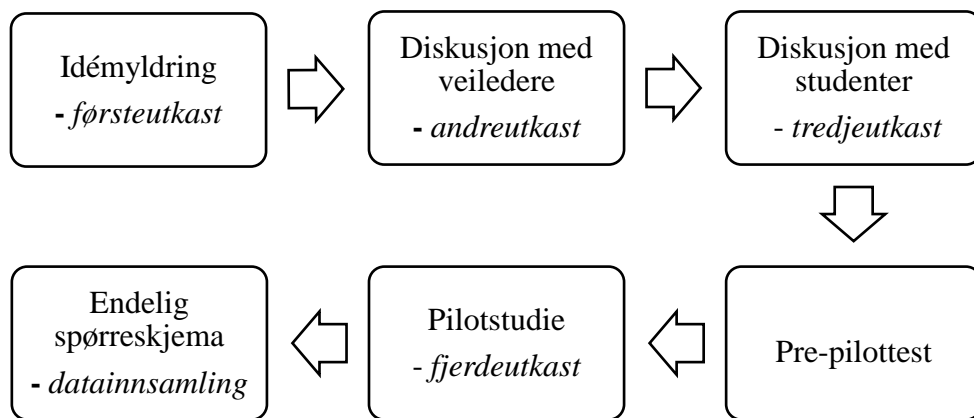 Idémyldring
- førsteutkast
Diskusjon med
veiledere
- andreutkast
Diskusjon med
studenter
- tredjeutkast
Pre-pilottest
Pilotstudie
- fjerdeutkast
Endelig
spørreskjema
- datainnsamling